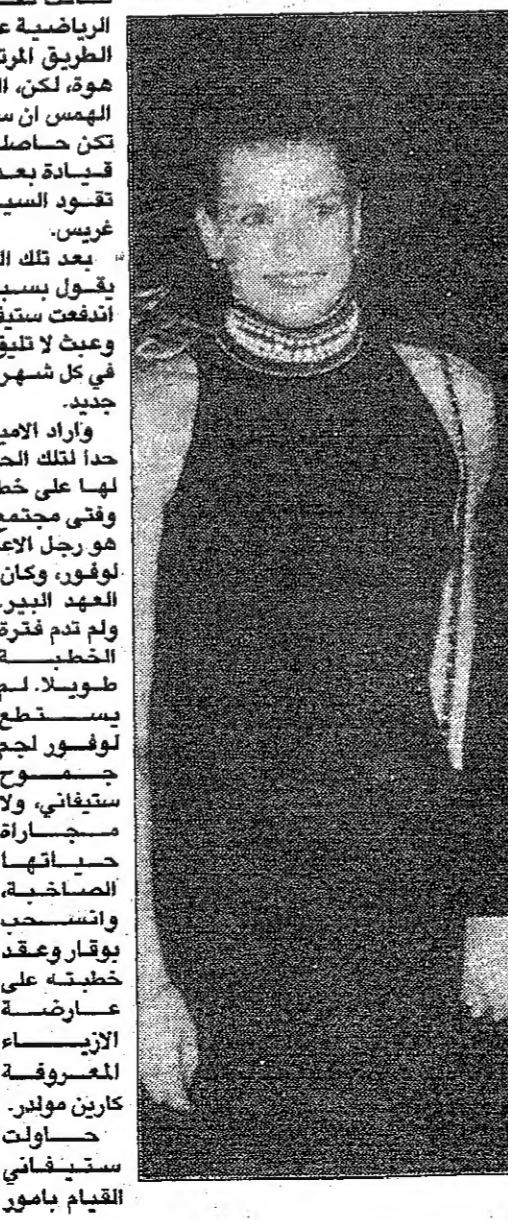 الرياضية ع
الطريق المرت
هوة، لكن، ال
الهمس ان س
تكن حاصلا
قيادة بعد
تقود السي
غريس.
بعد تلك ال
يقول بسب
اندفعت ستيف
وعبث لا تليق
في كل شهر
جديد.
واراد الامي
حدا لتلك الح
لها على خط
وفتى مجتمع
هو رجل الاع
لوفور، وكان
العهد البير
ولم تدم فترة
الخطبة
طويلا. لم
يستطع
لوفور لجم
جموح
ستيفاني، ولا
مجاراة
حياتها
الصاخبة،
وانسحب
بوقار وعقد
خطبته على
عارضة
الازياء
المعروفة
كارين مولدر.
حاولت
ستيفاني
القيام بامور